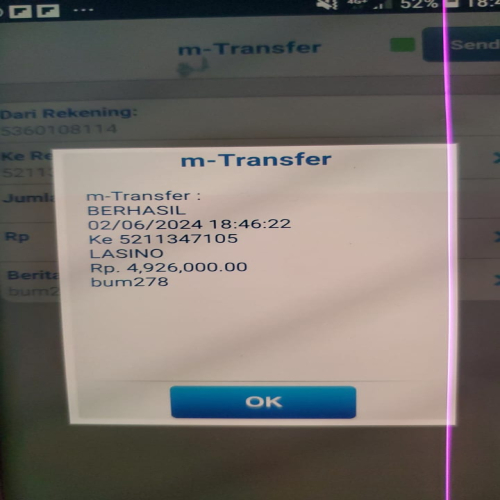 52% 18:4
m-Transfer
Send
Dari Rekening:
5360108114
Ke Re
5211
Jumla
Rp
Berita
bum2
m-Transfer
m-Transfer :
BERHASIL
02/06/2024 18:46:22
Ke 5211347105
LASINO
Rp. 4,926,000.00
bum278
OK